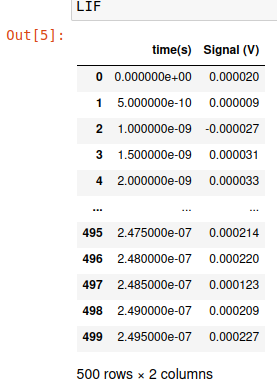 LIF
Out[5]:
time(s) Signal (V)
0 0.000000e+00 0.000020
1 5.000000e-10 0.000009
2 1.000000e-09 -0.000027
3 1.500000e-09 0.000031
4 2.000000e-09 0.000033
... ... ...
495 2.475000e-07 0.000214
496 2.480000e-07 0.000220
497 2.485000e-07 0.000123
498 2.490000e-07 0.000209
499 2.495000e-07 0.000227
500 rows × 2 columns